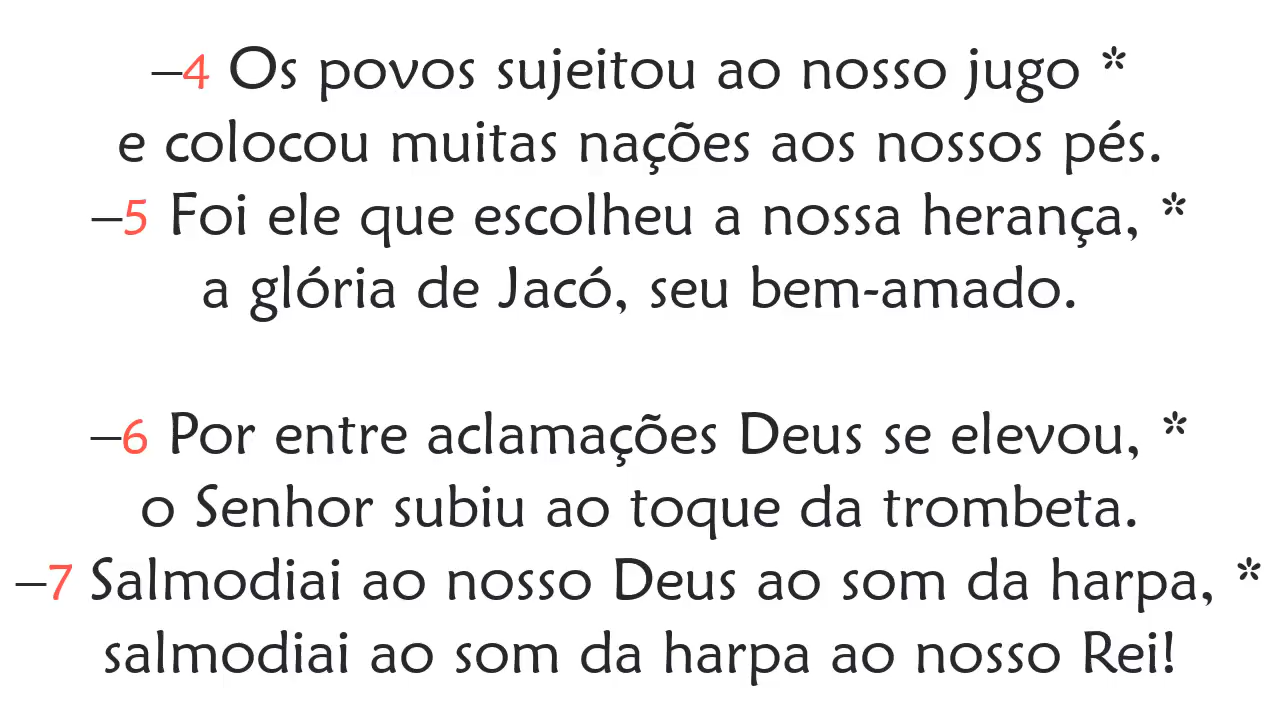 –4 Os povos sujeitou ao nosso jugo *
e colocou muitas nações aos nossos pés.
–5 Foi ele que escolheu a nossa herança, *
a glória de Jacó, seu bem-amado.
–6 Por entre aclamações Deus se elevou, *
o Senhor subiu ao toque da trombeta.
–7 Salmodiai ao nosso Deus ao som da harpa, *
salmodiai ao som da harpa ao nosso Rei!